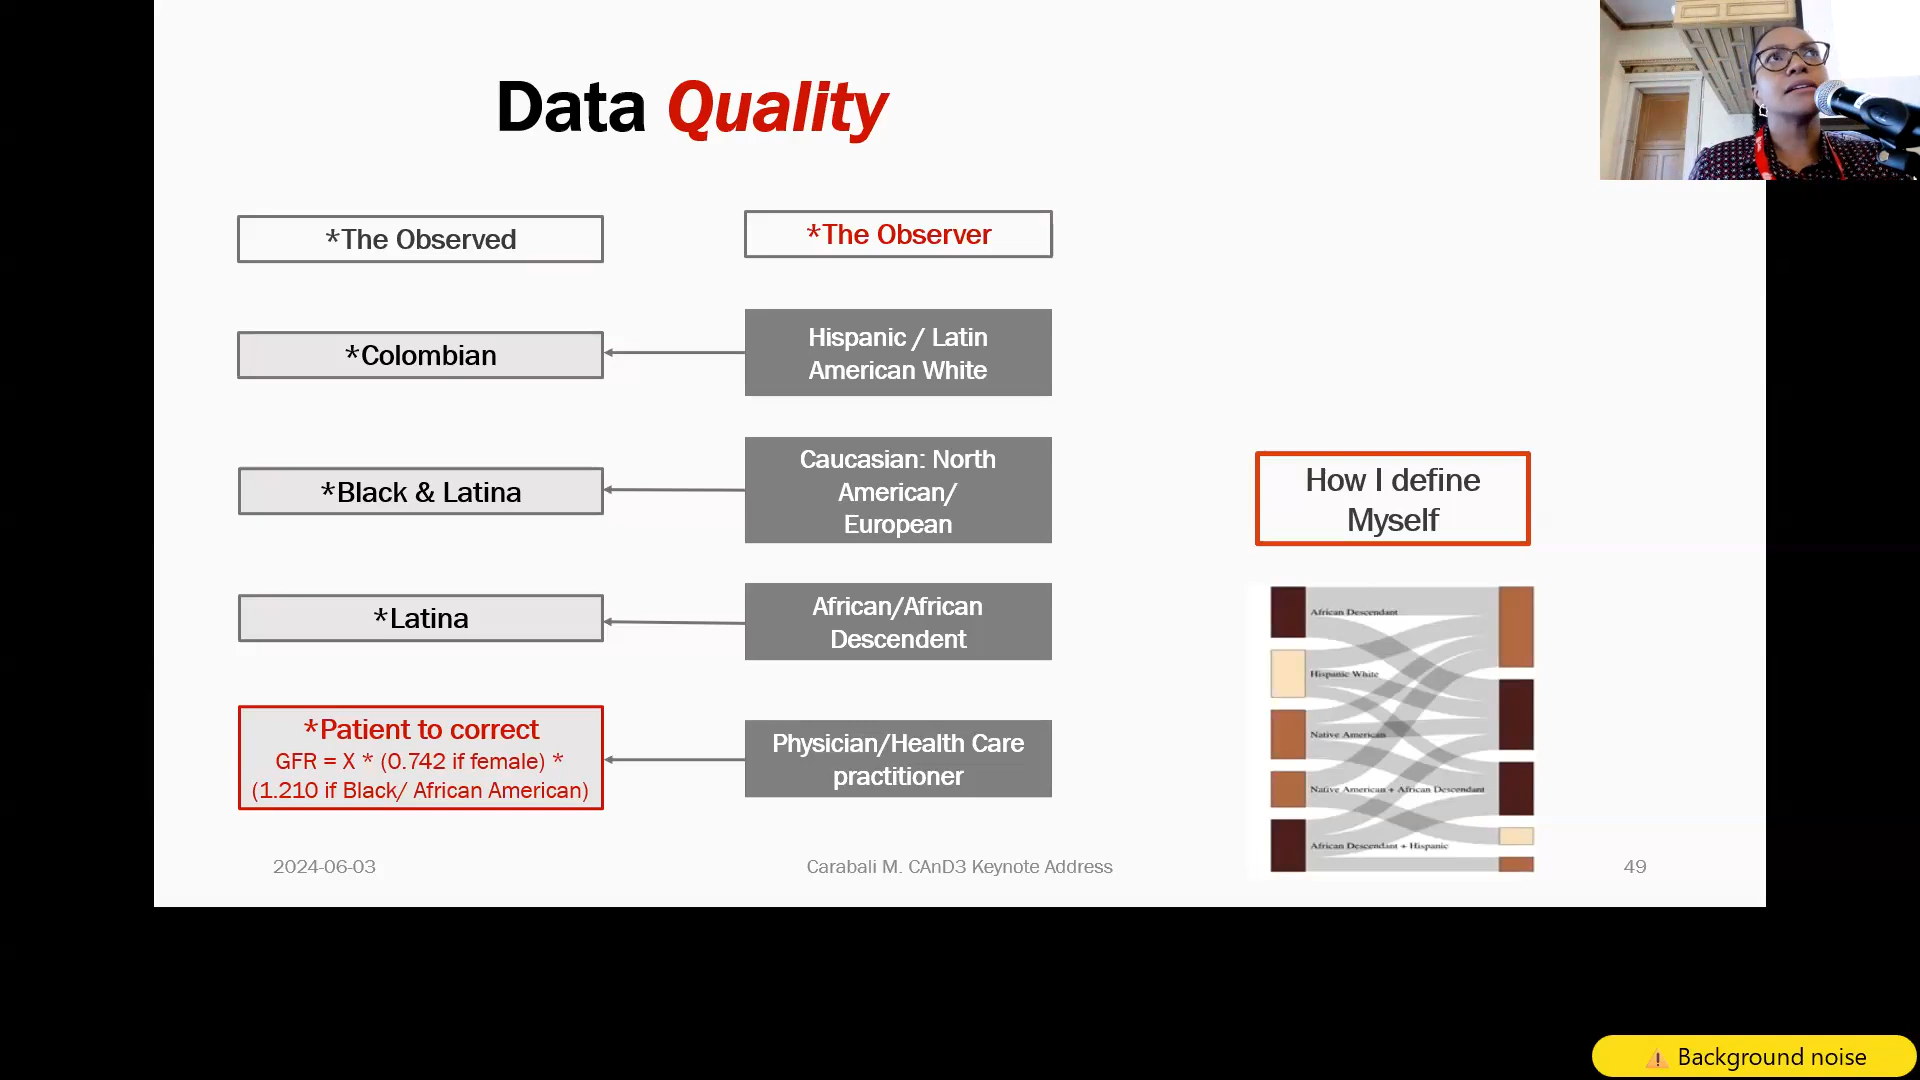 Data Quality
*The Observed
*The Observer
*Colombian
Hispanic / Latin
American White
*Black & Latina
Caucasian: North
American/
European
How I define
Myself
*Latina
African/African
Descendent
*Patient to correct
GFR = X * (0.742 if female) *
(1.210 if Black/ African American)
Physician/Health Care
practitioner
African Descendant
Hispanic White
Native American
Native American + African Descendant
African Descendant + Hispanic
2024-06-03
Carabali M. CAnD3 Keynote Address
49
Background noise